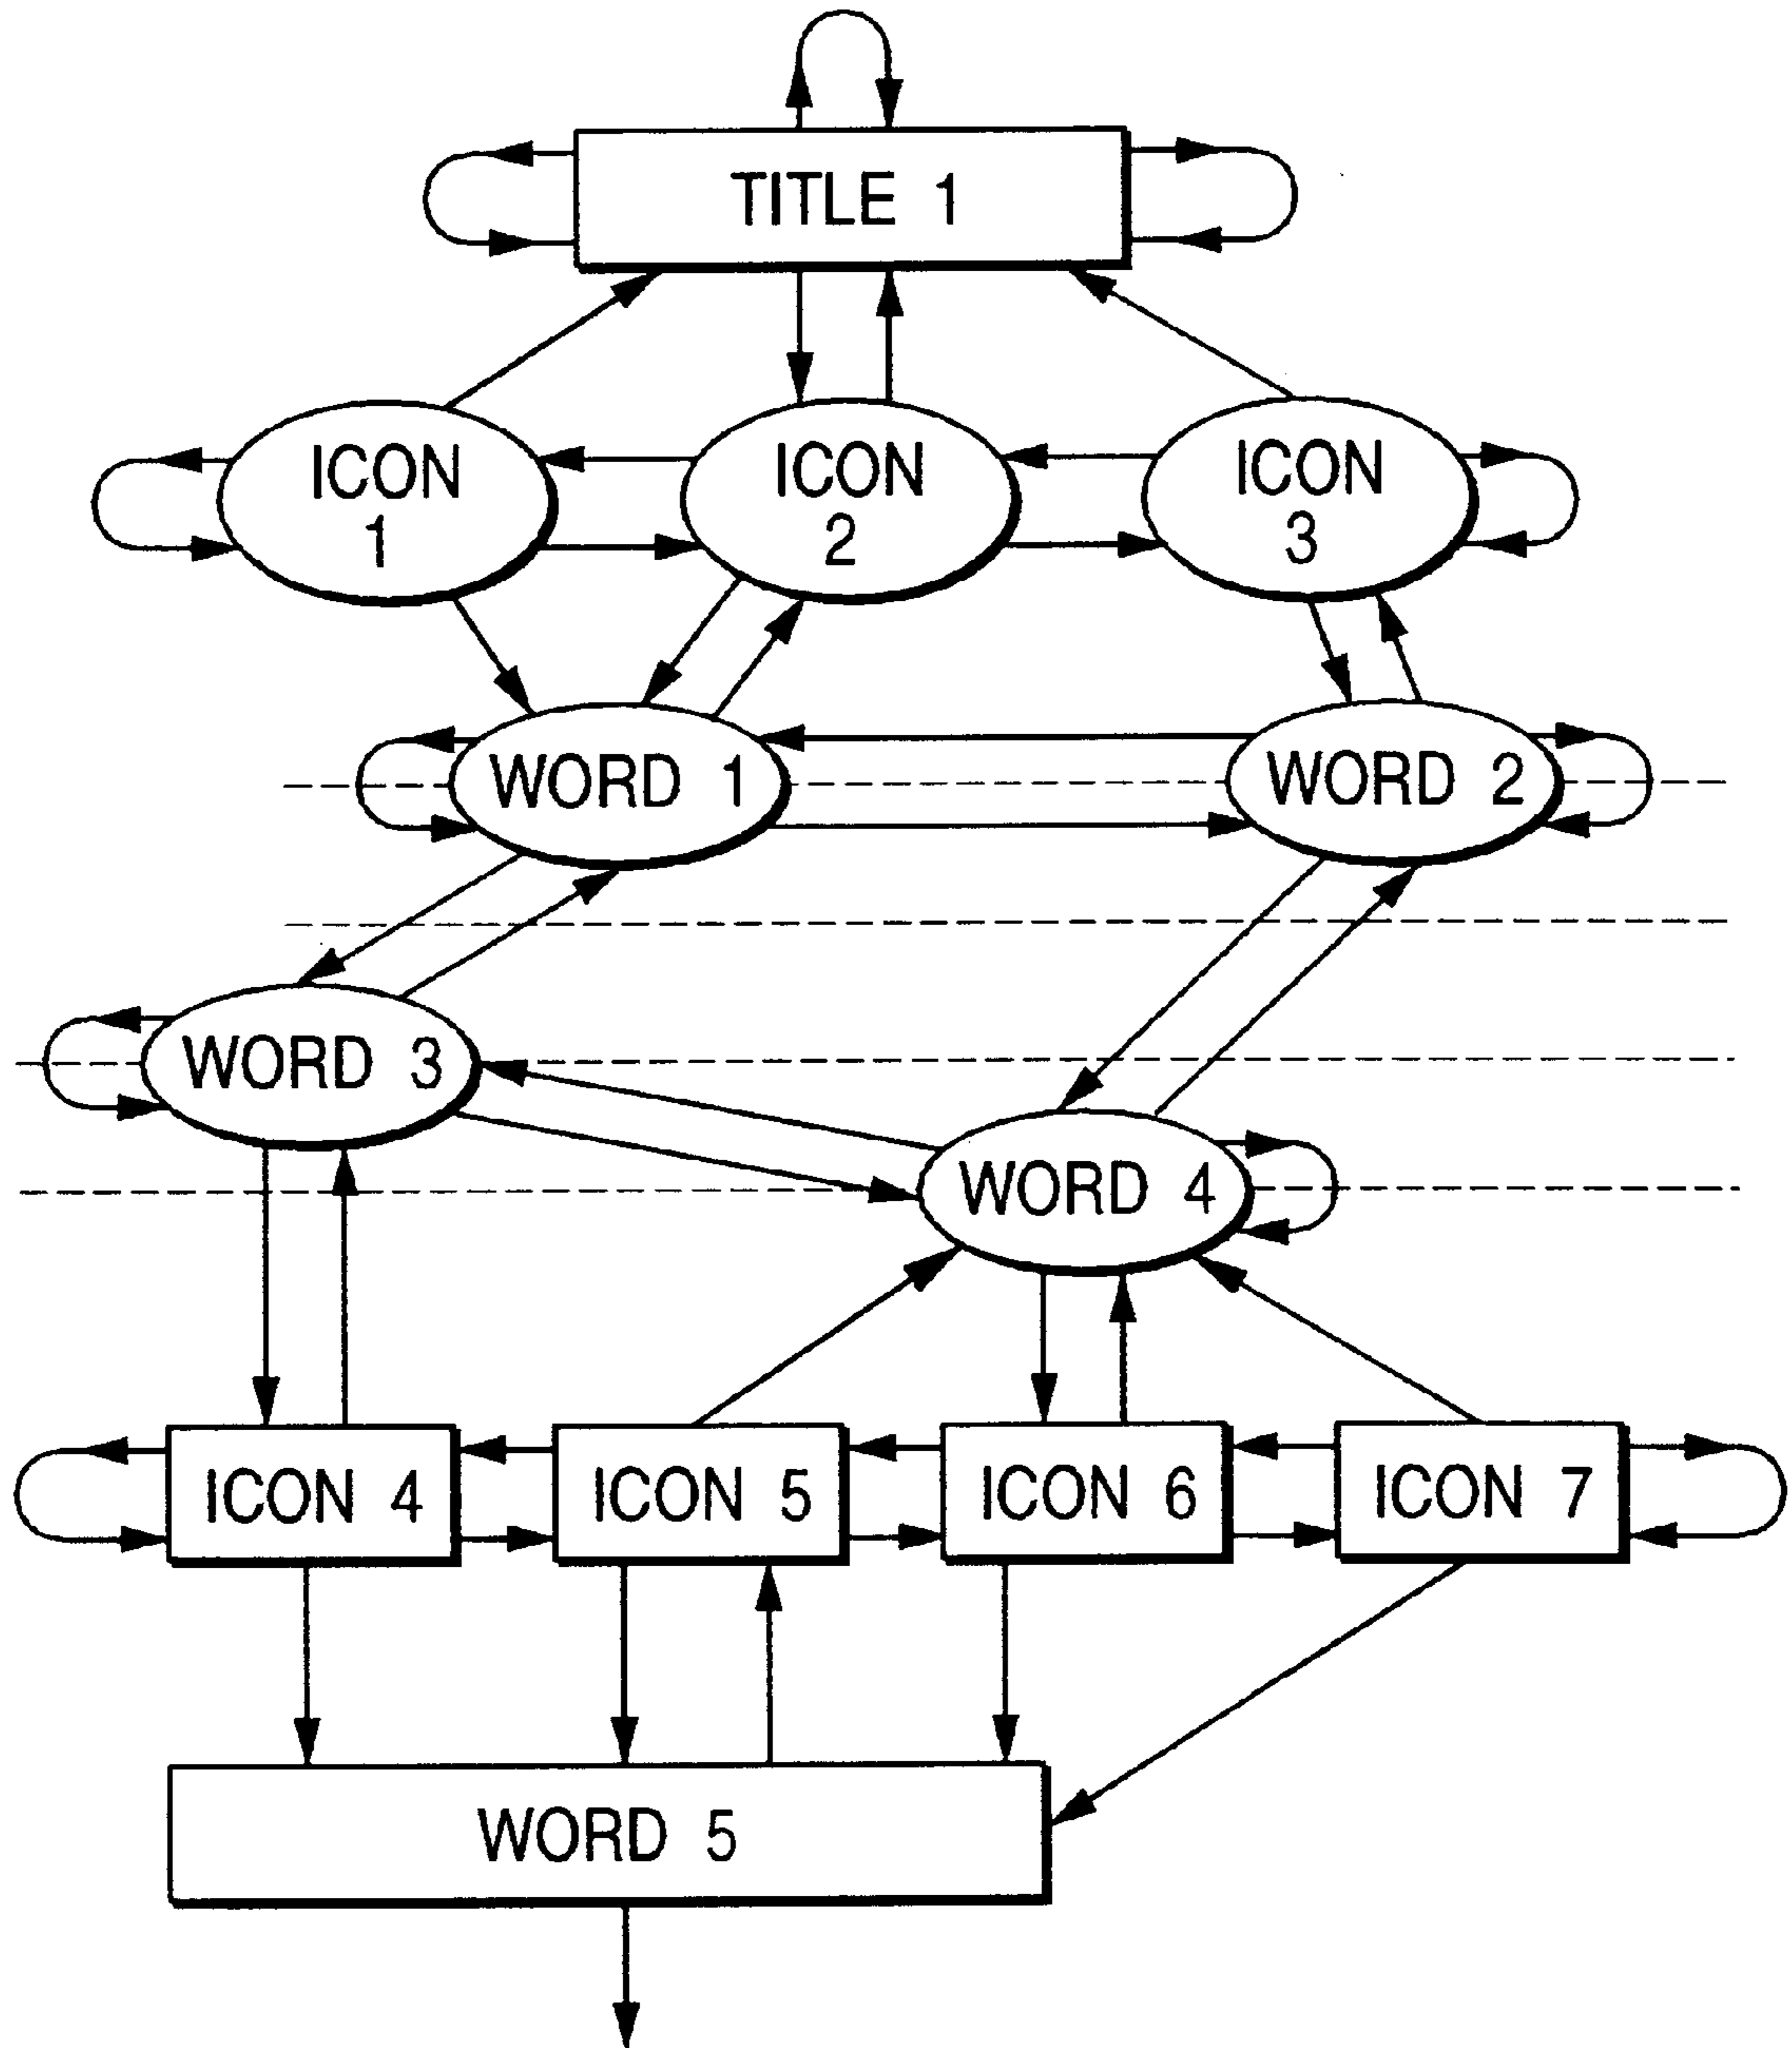 TITLE 1
ICON
1
ICON
2
ICON
3
WORD 1
WORD 2
WORD 3
WORD 4
ICON 4
ICON 5
ICON 6
ICON 7
WORD 5